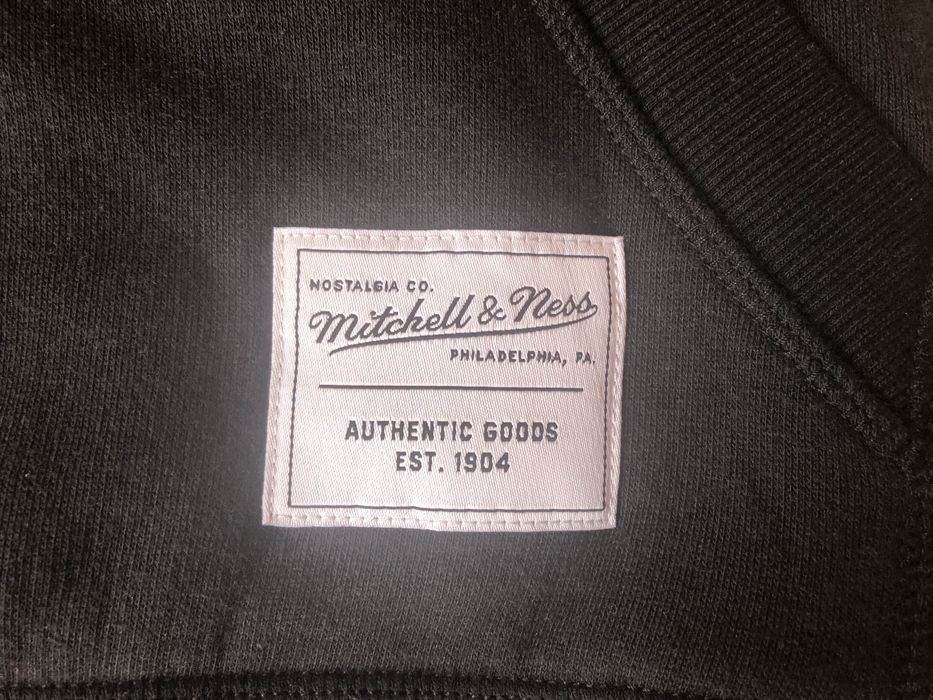 NOSTALGIA CO.
Mitchell & Ness
PHILADELPHIA, PA.
AUTHENTIC GOODS
EST. 1904